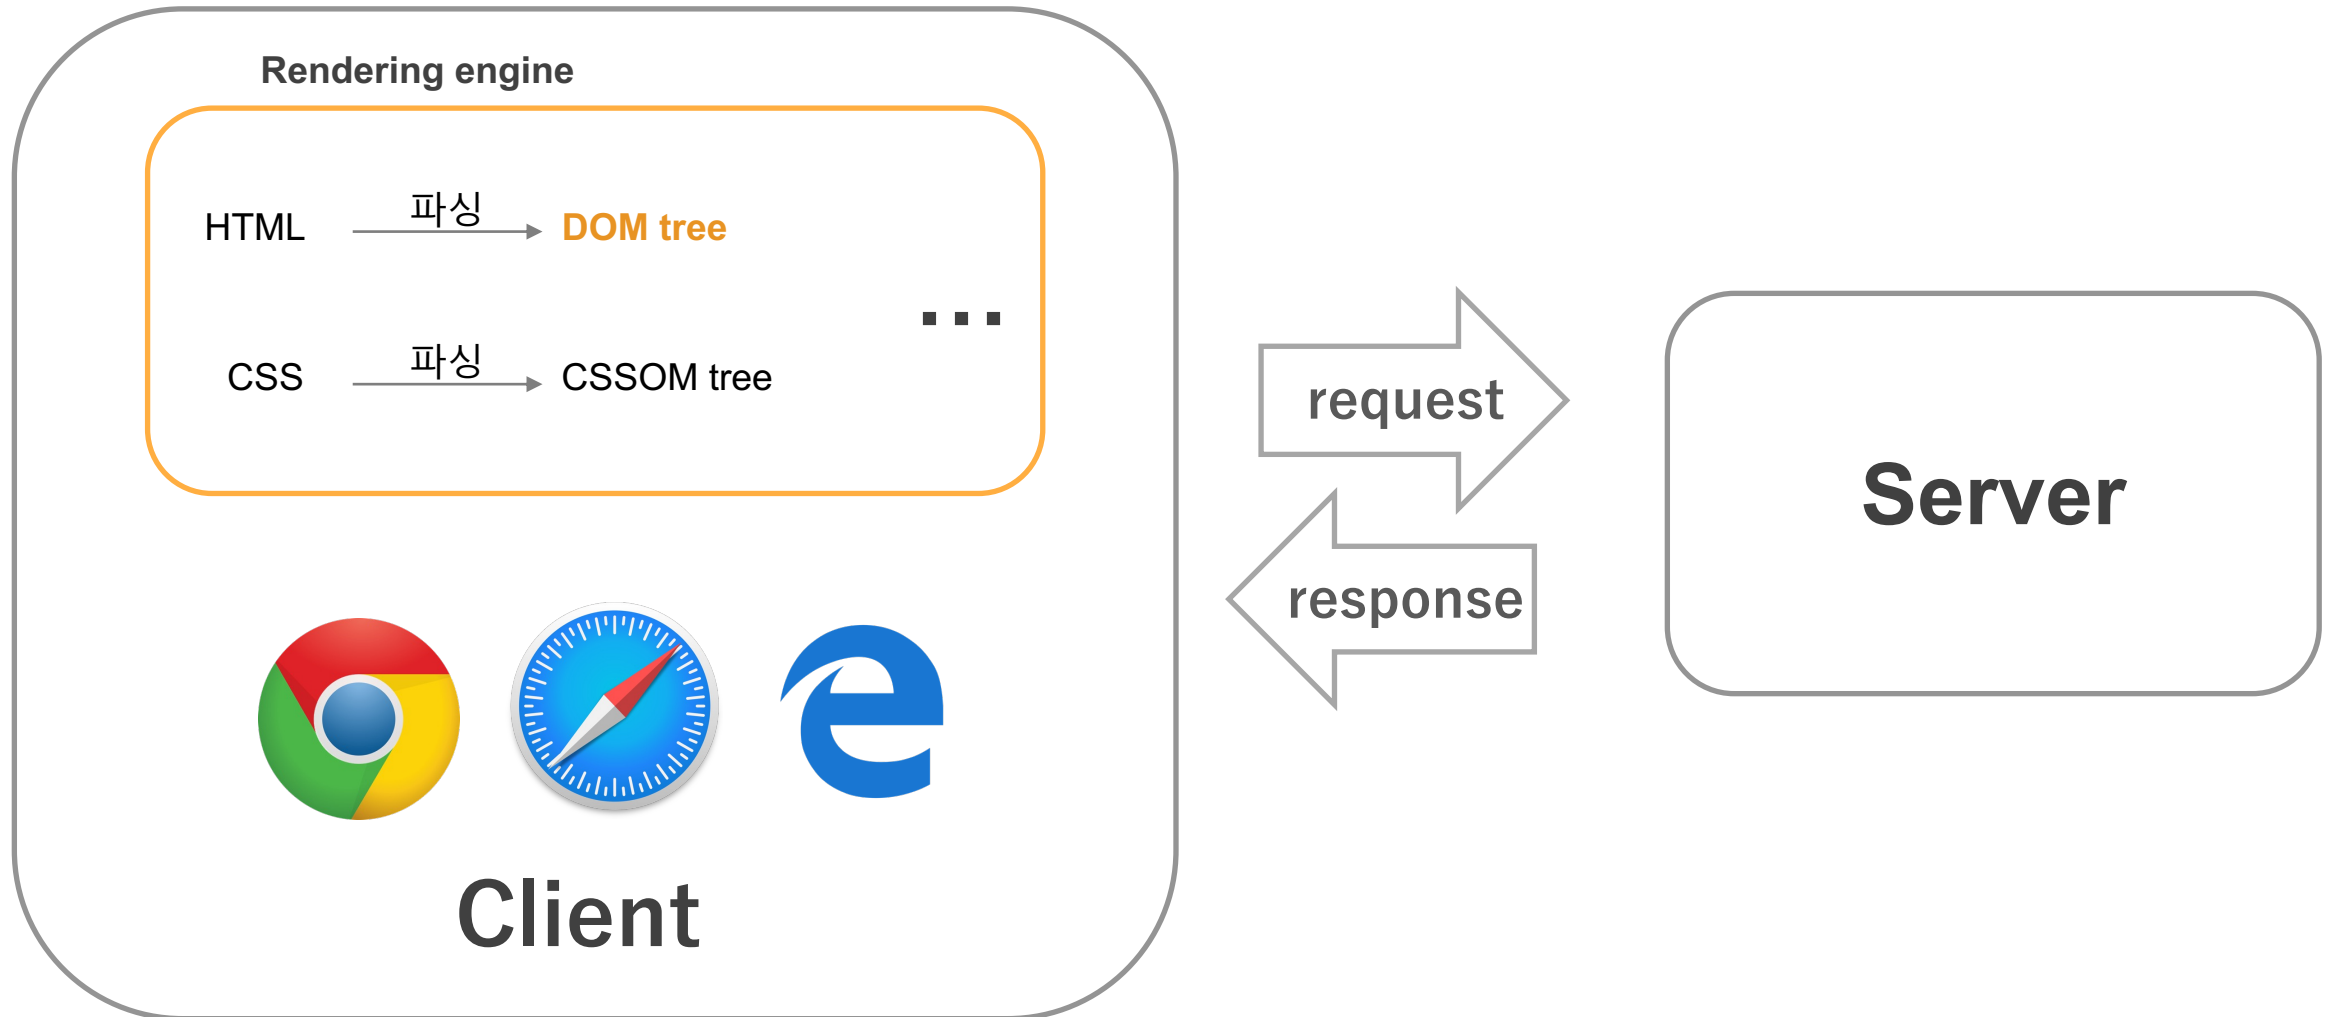 Rendering engine
HTML 파싱 DOM tree
...
CSS 파싱 CSSOM tree
request
response
Server
Client